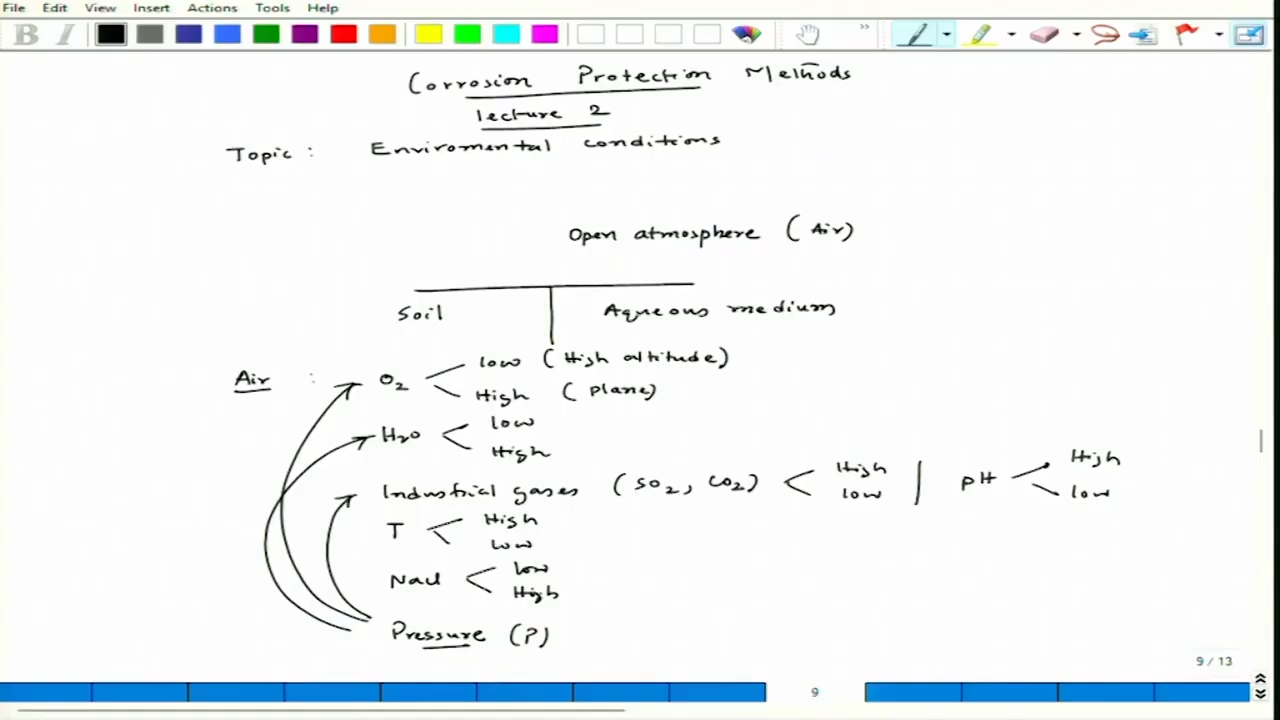 File Edit View Insert Actions Tools Help
B I
Corrosion Protection Methods
lecture 2
Topic : Enviromental conditions
Open atmosphere (Air)
Soil Aqueous medium
Air : O2 low (High altitude)
High (plane)
H2O low
High
Industrial gases (SO2, CO2) High low | pH High low
T High
low
Nacl low
High
Pressure (P)
9 / 13
9